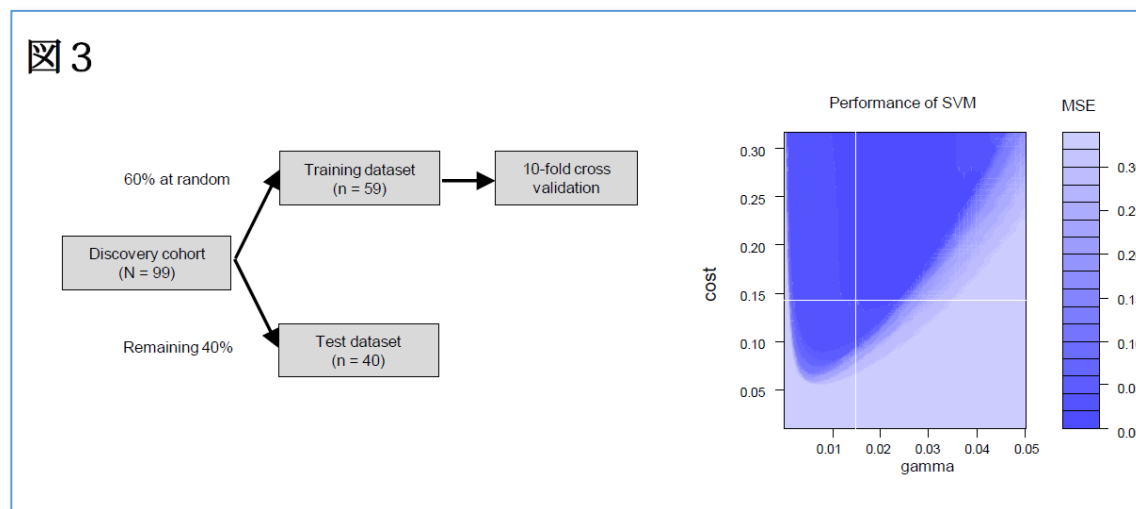 図3
60% at random
Training dataset
(n = 59)
10-fold cross
validation
Discovery cohort
(N = 99)
Remaining 40%
Test dataset
(n = 40)
Performance of SVM
MSE
cost
0.30
0.25
0.20
0.15
0.10
0.05
0.01
0.02
0.03
0.04
0.05
gamma